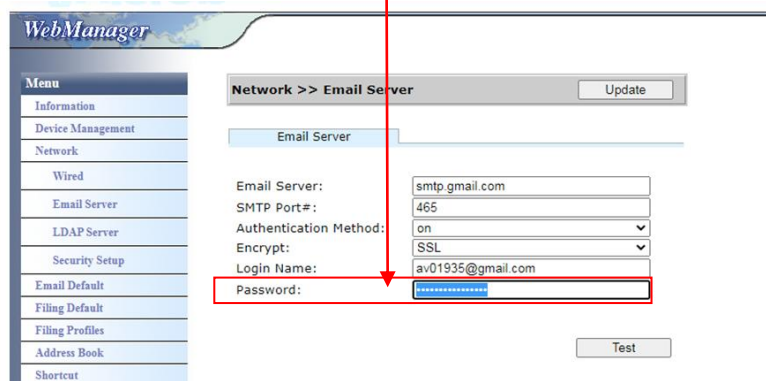 WebManager
Menu
Information
Device Management
Network
Wired
Email Server
LDAP Server
Security Setup
Email Default
Filing Default
Filing Profiles
Address Book
Shortcut
Network >> Email Server
Update
Email Server
Email Server: smtp.gmail.com
SMTP Port#: 465
Authentication Method: on
Encrypt: SSL
Login Name: av01935@gmail.com
Password: ••••••••••••••••
Test